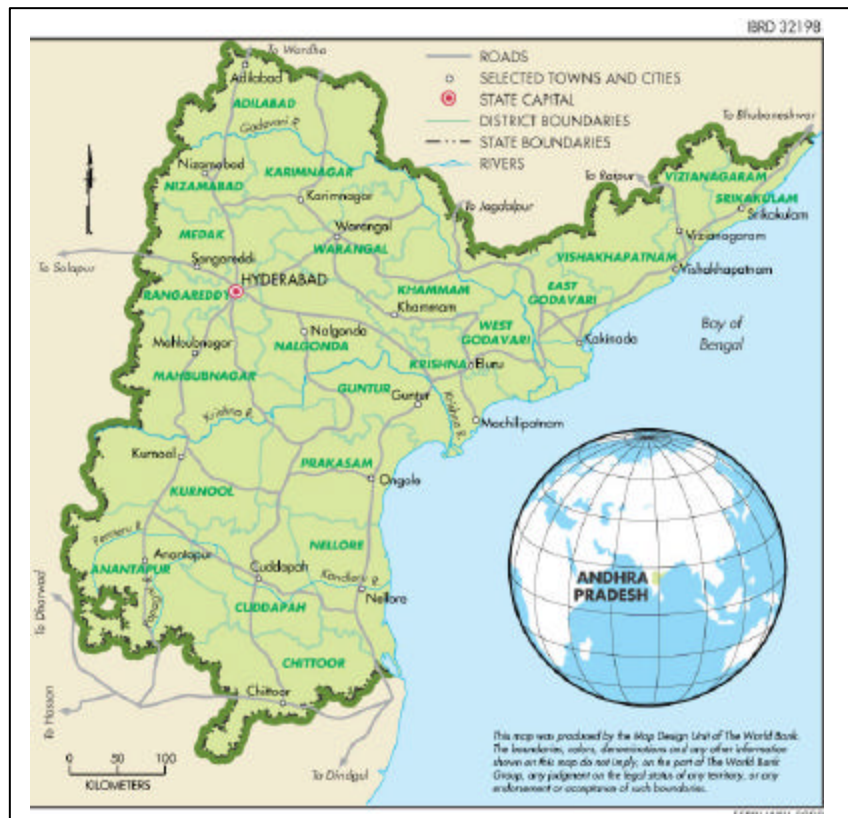 IBRD 32198
ROADS
SELECTED TOWNS AND CITIES
STATE CAPITAL
DISTRICT BOUNDARIES
STATE BOUNDARIES
RIVERS
To Wardha
Adilabad
ADILABAD
Godavari R.
To Bhubaneshwar
Nizamabad
NIZAMABAD
KARIMNAGAR
Karimnagar
To Jagdalpur
To Raipur
VIZIANAGARAM
SRIKAKULAM
Srikakulam
MEDAK
Warangal
WARANGAL
Vizianagaram
VISHAKHAPATNAM
Vishakhapatnam
To Solapur
Sangareddi
HYDERABAD
RANGAREDDY
KHAMMAM
Khammam
EAST
GODAVARI
Mahbubnagar
MAHBUBNAGAR
Nalgonda
NALGONDA
WEST
GODAVARI
Kakinada
Bay of
Bengal
KRISHNA
Eluru
GUNTUR
Guntur
Krishna R.
Krishna R.
Machilipatnam
Kurnool
KURNOOL
PRAKASAM
Ongole
NELLORE
Anantapur
ANANTAPUR
Cuddapah
CUDDAPAH
Nellore
ANDHRA
PRADESH
To Dharwad
CHITTOOR
Chittoor
To Hassan
To Dindgul
0 50 100
KILOMETERS
This map was produced by the Map Design Unit of The World Bank.
The boundaries, colors, denominations and any other information
shown on this map do not imply, on the part of The World Bank
Group, any judgment on the legal status of any territory, or any
endorsement or acceptance of such boundaries.